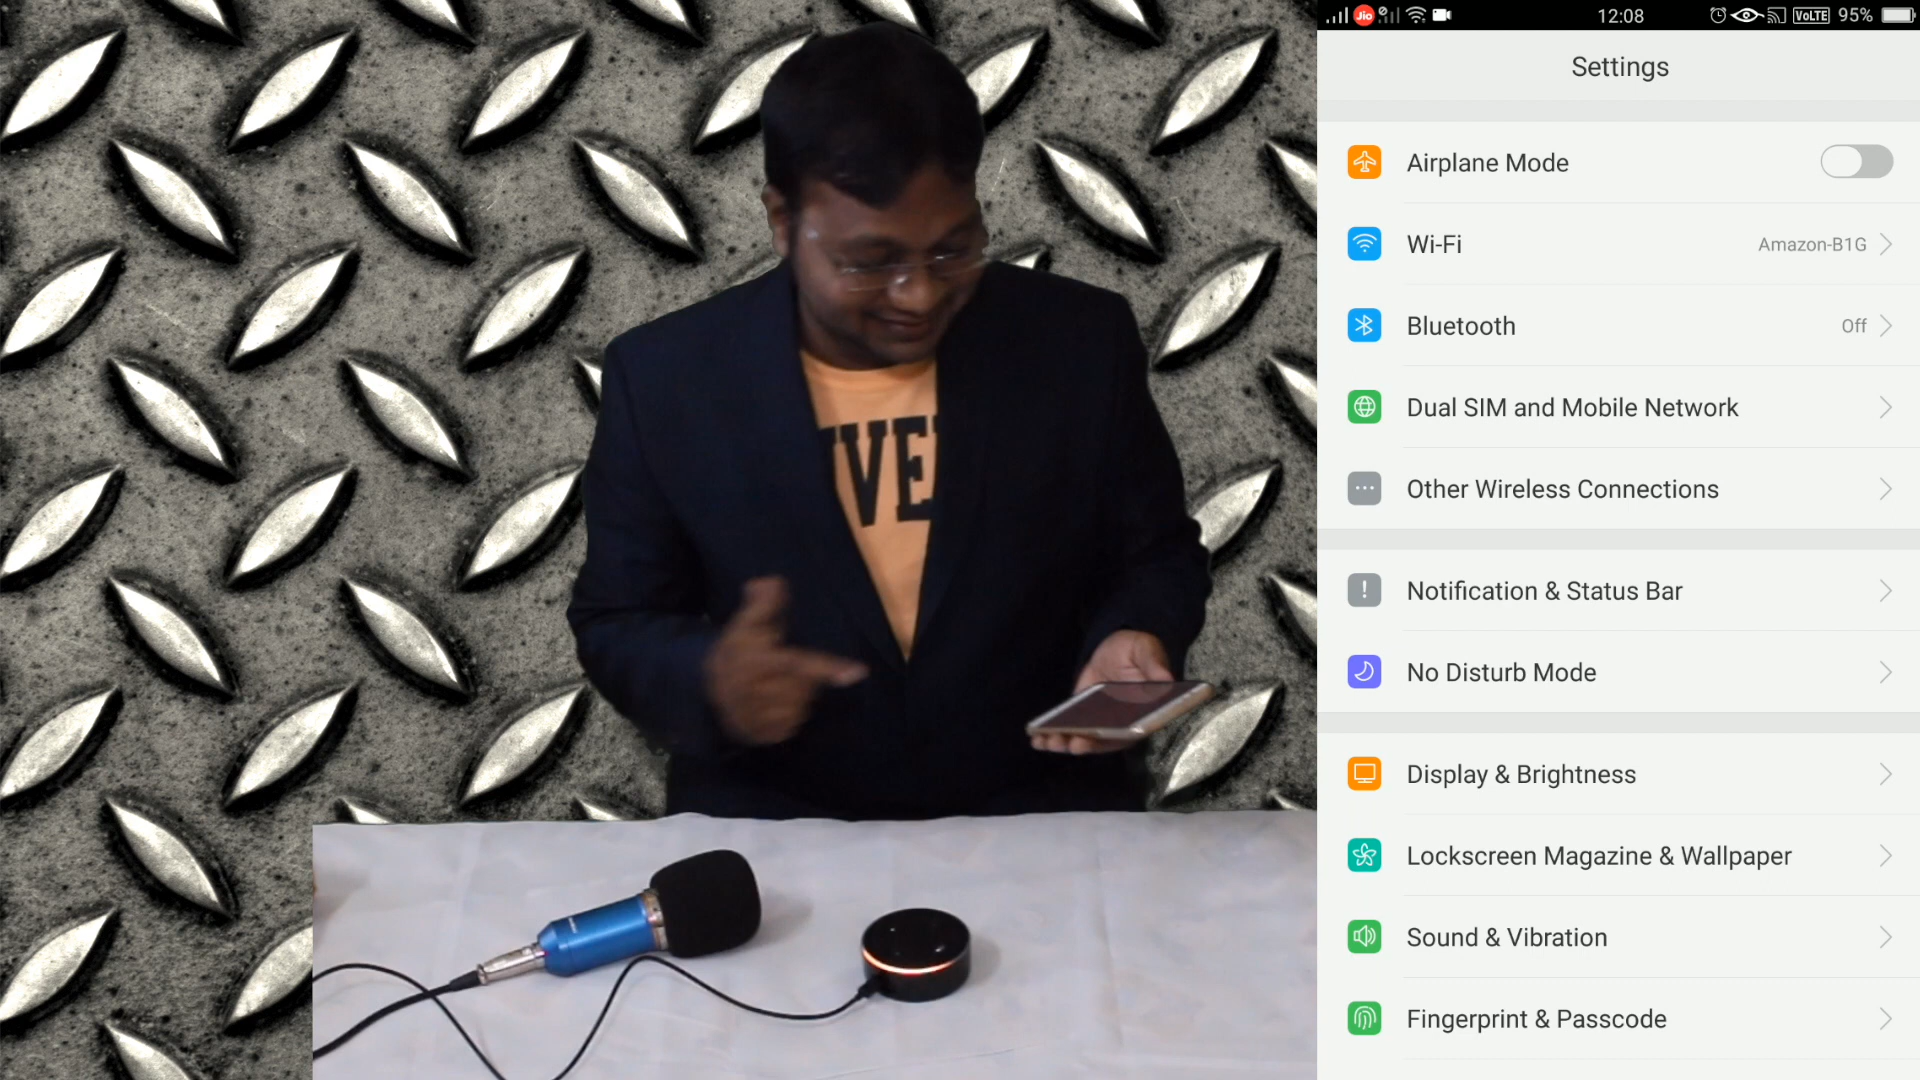 VE
Jio
12:08
VoLTE 95%
Settings
Airplane Mode
Wi-Fi Amazon-B1G
Bluetooth Off
Dual SIM and Mobile Network
Other Wireless Connections
Notification & Status Bar
No Disturb Mode
Display & Brightness
Lockscreen Magazine & Wallpaper
Sound & Vibration
Fingerprint & Passcode